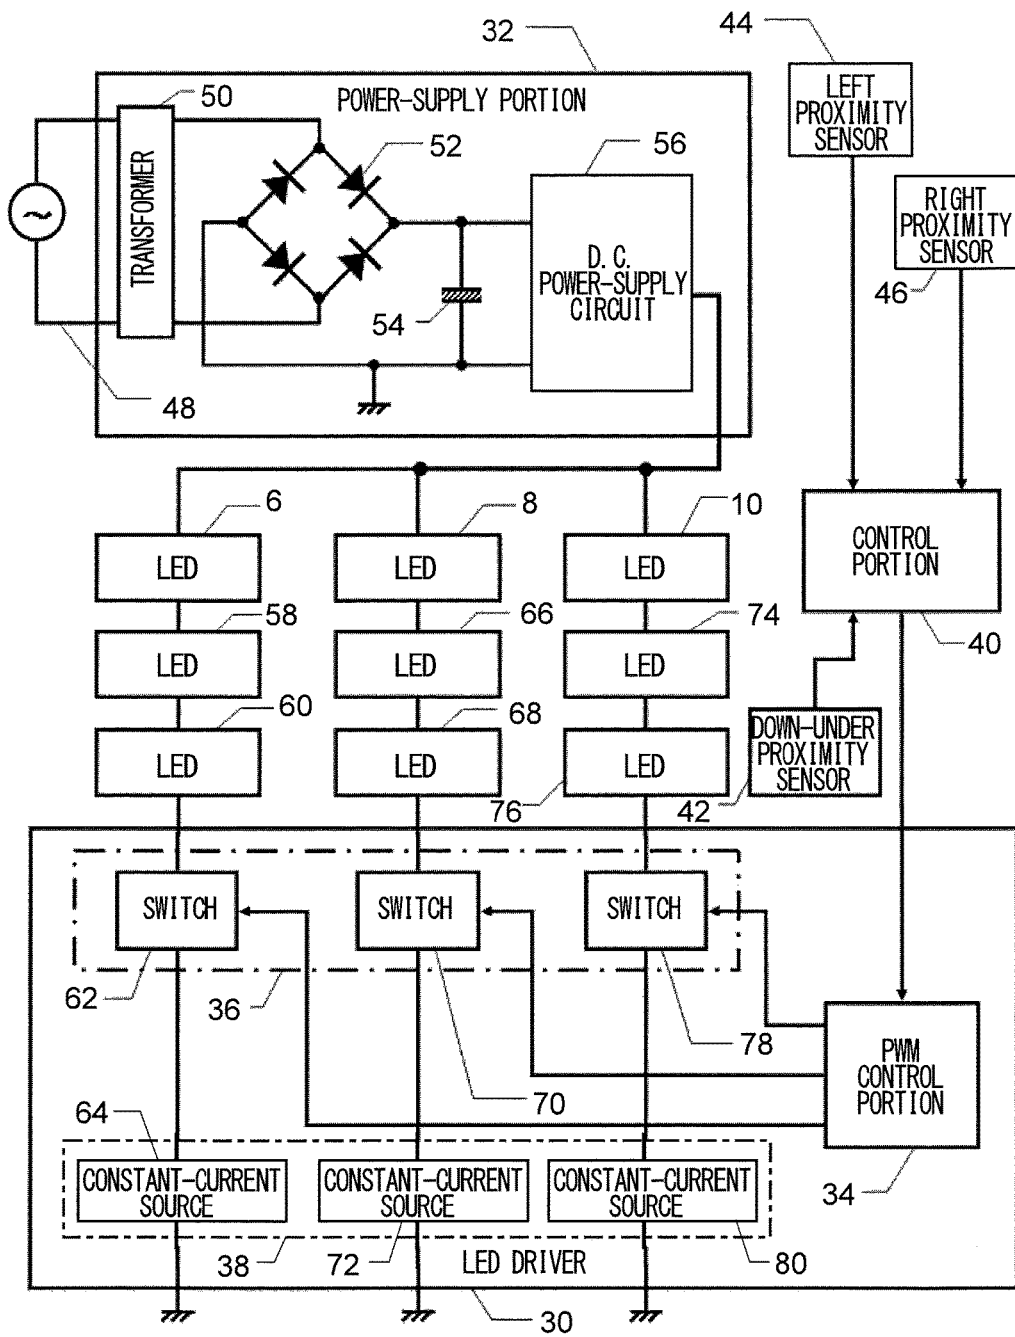 32
44
LEFT
PROXIMITY
SENSOR
50
POWER-SUPPLY PORTION
52
56
TRANSFORMER
RIGHT
PROXIMITY
SENSOR
46
~
D.C.
POWER-SUPPLY
CIRCUIT
54
48
6
8
10
LED
LED
LED
CONTROL
PORTION
58
66
74
40
LED
LED
LED
60
68
DOWN-UNDER
PROXIMITY
SENSOR
LED
LED
LED
76
42
SWITCH
SWITCH
SWITCH
62
36
70
78
PWM
CONTROL
PORTION
64
CONSTANT-CURRENT
SOURCE
CONSTANT-CURRENT
SOURCE
CONSTANT-CURRENT
SOURCE
34
38
72
LED DRIVER
80
30